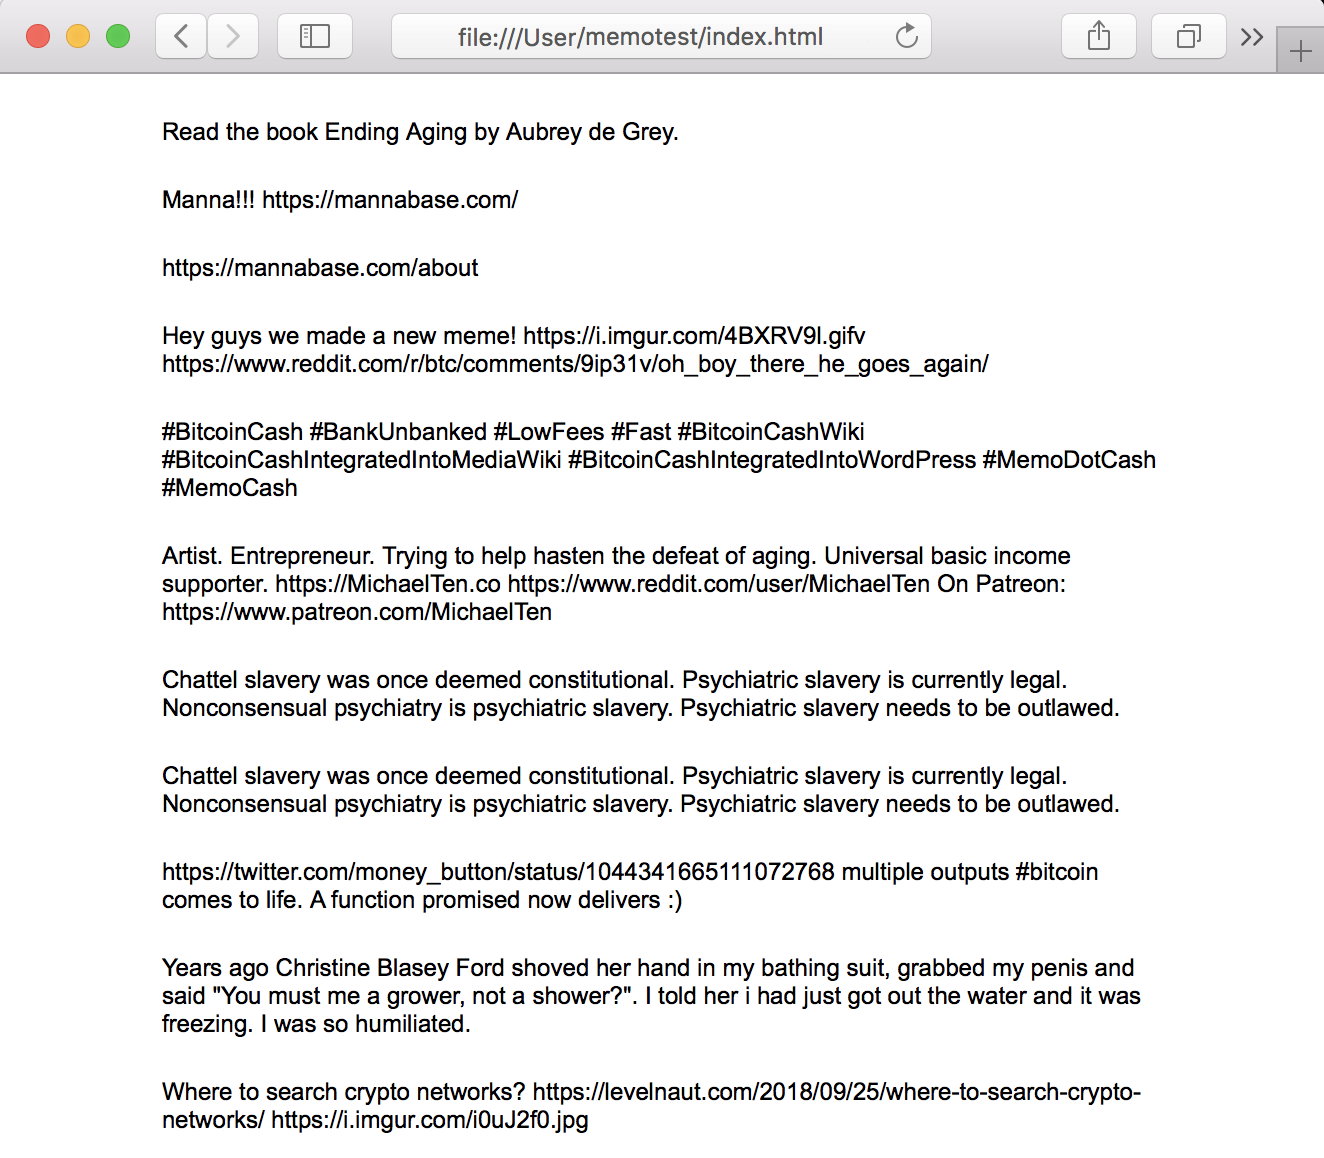 file:///User/memotest/index.html
Read the book Ending Aging by Aubrey de Grey.
Manna!!! https://mannabase.com/
https://mannabase.com/about
Hey guys we made a new meme! https://i.imgur.com/4BXRV9l.gifv
https://www.reddit.com/r/btc/comments/9ip31v/oh_boy_there_he_goes_again/
#BitcoinCash #BankUnbanked #LowFees #Fast #BitcoinCashWiki
#BitcoinCashIntegratedIntoMediaWiki #BitcoinCashIntegratedIntoWordPress #MemoDotCash
#MemoCash
Artist. Entrepreneur. Trying to help hasten the defeat of aging. Universal basic income
supporter. https://MichaelTen.co https://www.reddit.com/user/MichaelTen On Patreon:
https://www.patreon.com/MichaelTen
Chattel slavery was once deemed constitutional. Psychiatric slavery is currently legal.
Nonconsensual psychiatry is psychiatric slavery. Psychiatric slavery needs to be outlawed.
Chattel slavery was once deemed constitutional. Psychiatric slavery is currently legal.
Nonconsensual psychiatry is psychiatric slavery. Psychiatric slavery needs to be outlawed.
https://twitter.com/money_button/status/1044341665111072768 multiple outputs #bitcoin
comes to life. A function promised now delivers :)
Years ago Christine Blasey Ford shoved her hand in my bathing suit, grabbed my penis and
said "You must me a grower, not a shower?". I told her i had just got out the water and it was
freezing. I was so humiliated.
Where to search crypto networks? https://levelnaut.com/2018/09/25/where-to-search-crypto-
networks/ https://i.imgur.com/i0uJ2f0.jpg